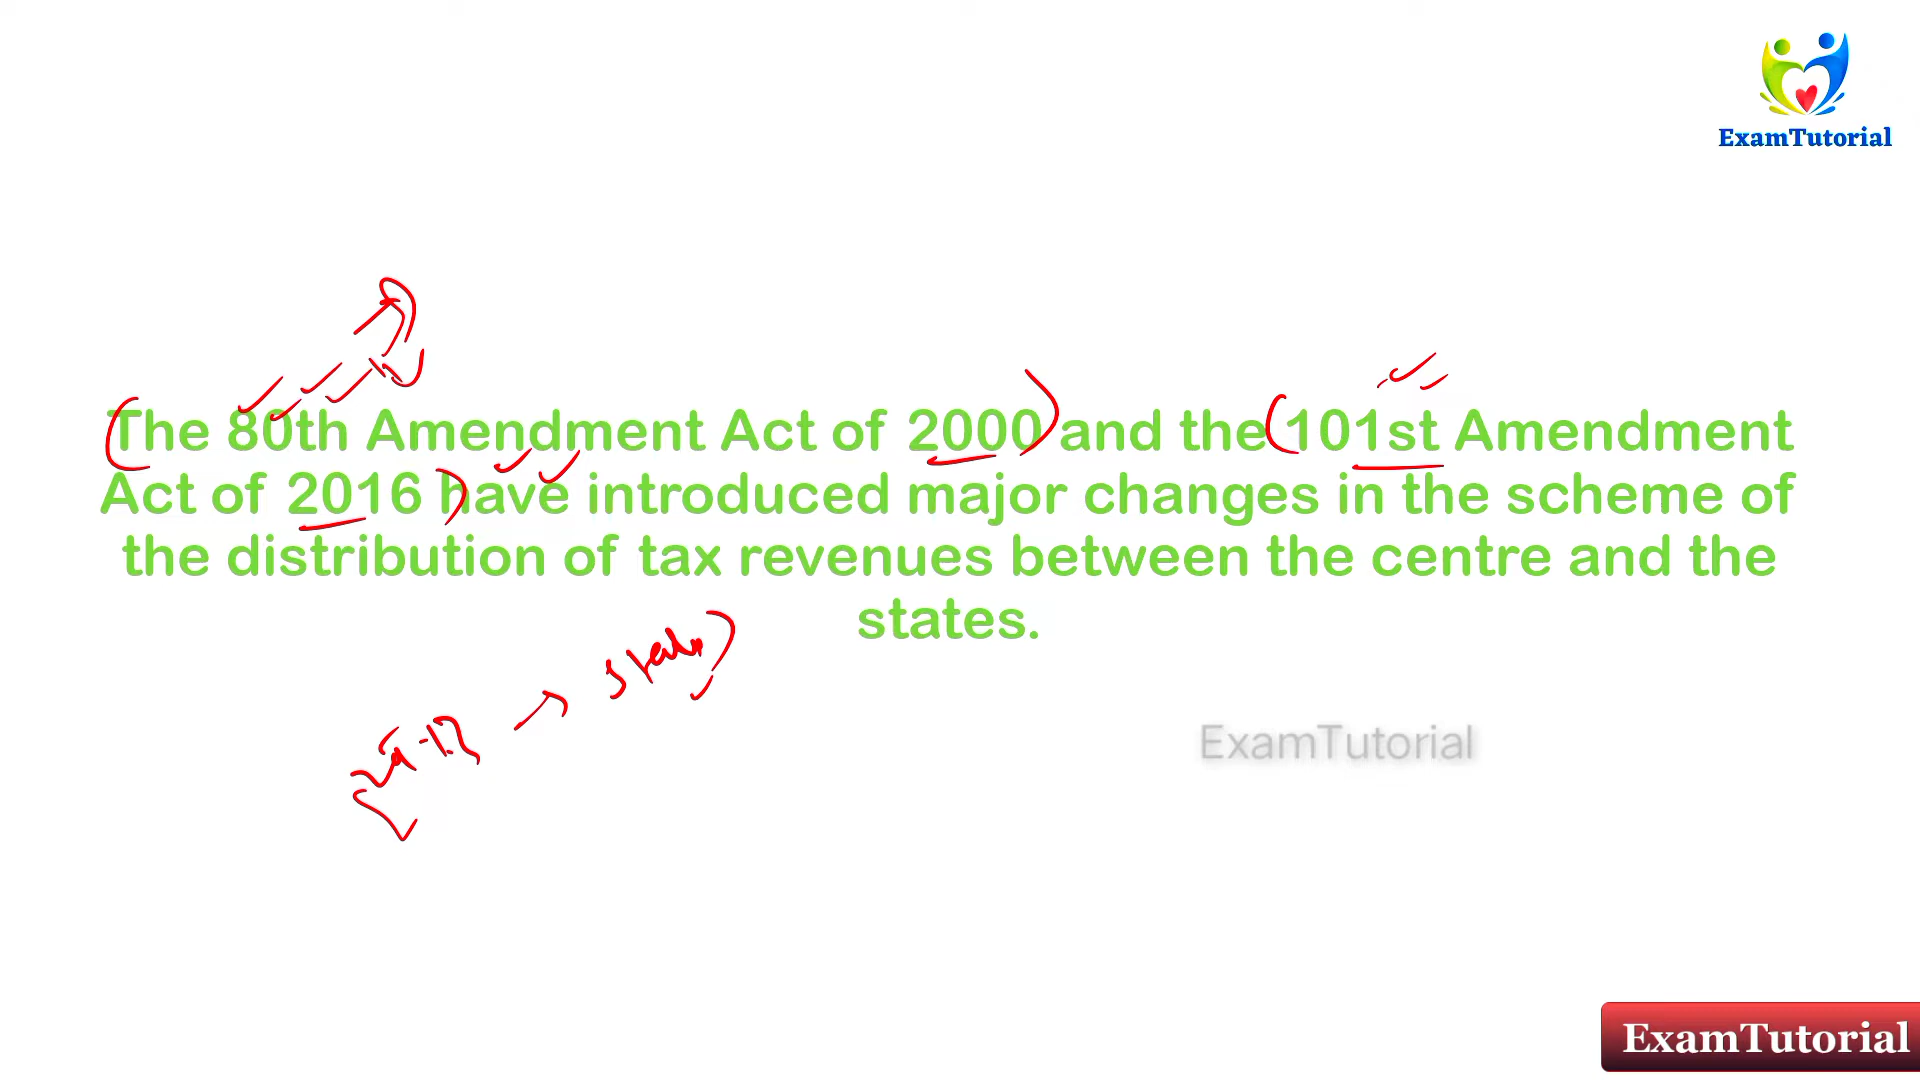 ExamTutorial
The 80th Amendment Act of 2000 and the 101st Amendment
Act of 2016 have introduced major changes in the scheme of
the distribution of tax revenues between the centre and the
states.
ExamTutorial
ExamTutorial